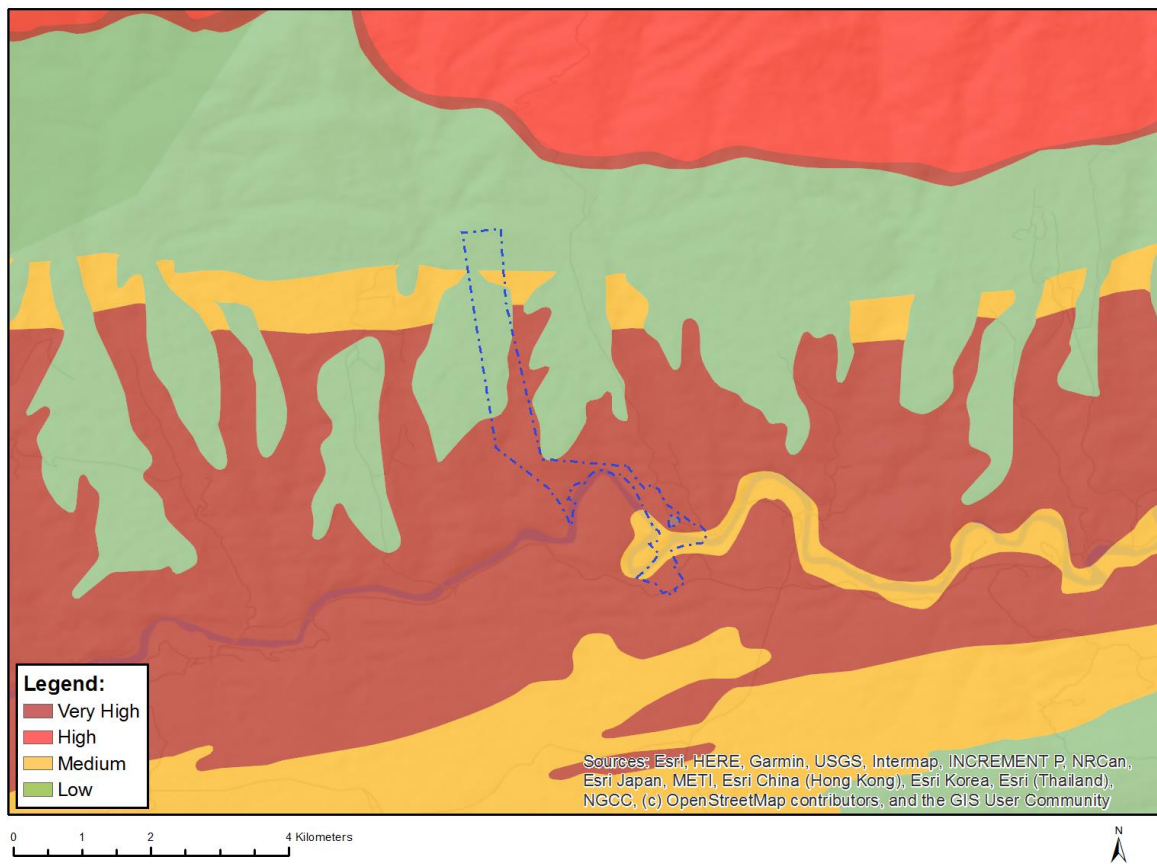 Legend:
Very High
High
Medium
Low
Sources: Esri, HERE, Garmin, USGS, Intermap, INCREMENT P, NRCan,
Esri Japan, METI, Esri China (Hong Kong), Esri Korea, Esri (Thailand),
NGCC, (c) OpenStreetMap contributors, and the GIS User Community
0 1 2 4 Kilometers
N